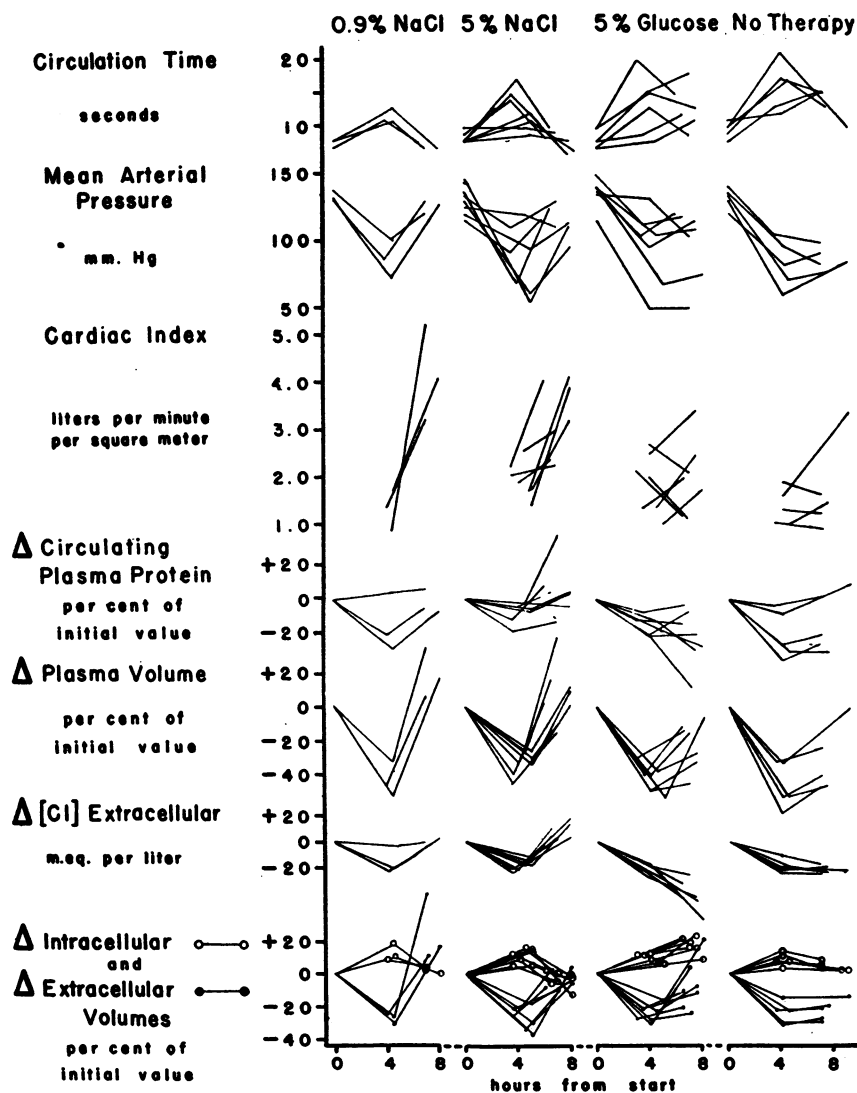 0.9% NaCl 5% NaCl 5% Glucose No Therapy
Circulation Time
seconds
20
10
Mean Arterial
Pressure
mm. Hg
150
100
50
Cardiac Index
liters per minute
per square meter
5.0
4.0
3.0
2.0
1.0
Δ Circulating
Plasma Protein
per cent of
initial value
+20
0
-20
Δ Plasma Volume
per cent of
initial value
+20
0
-20
-40
Δ [Cl] Extracellular
m.eq. per liter
+20
0
-20
Δ Intracellular
and
Δ Extracellular
Volumes
per cent of
initial value
+20
0
-20
-40
0 4 8 0 4 8 0 4 8 0 4 8
hours from start